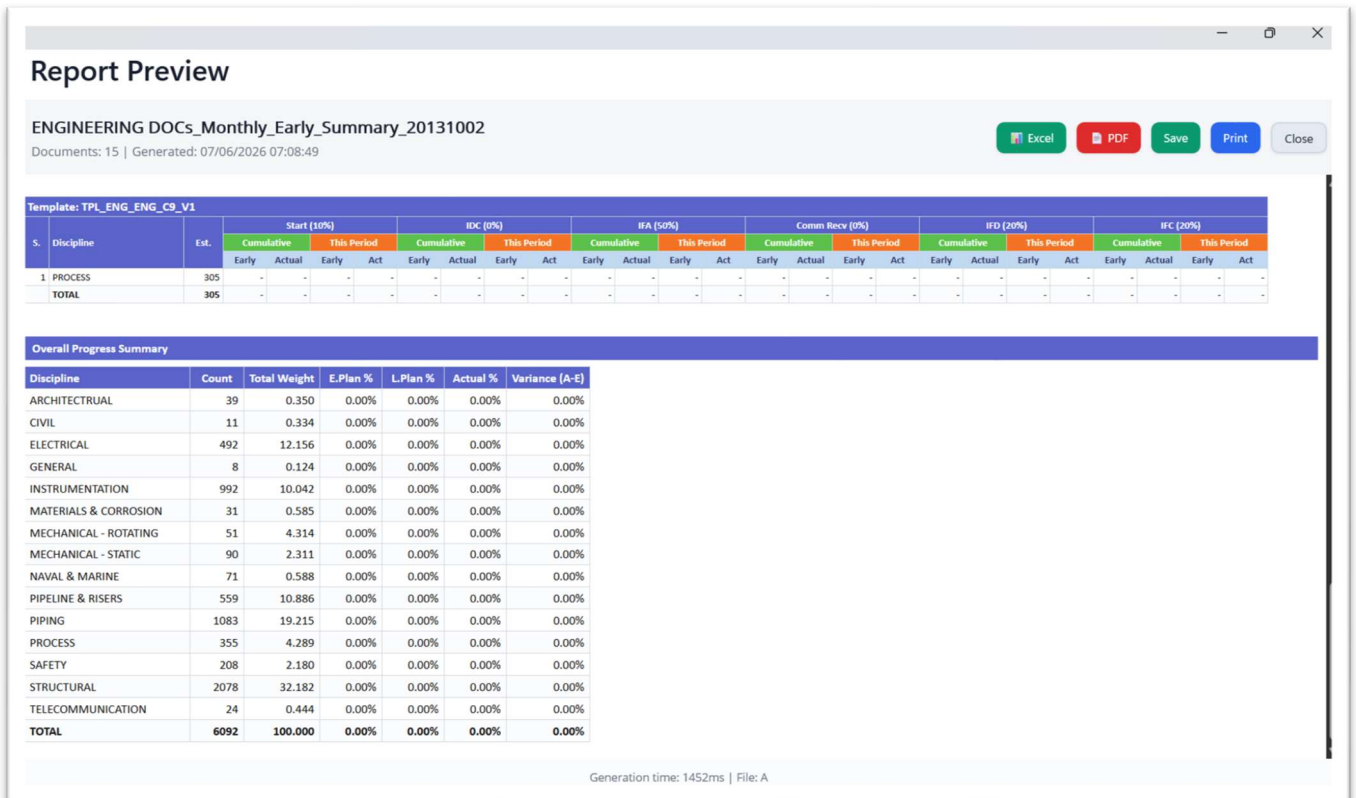 Report Preview
ENGINEERING DOCs_Monthly_Early_Summary_20131002
Documents: 15 | Generated: 07/06/2026 07:08:49
Excel PDF Save Print Close
Template: TPL_ENG_ENG_C9_V1
S. Discipline Est. Start (10%) IDC (0%) IFA (50%) Comm Recv (0%) IFD (20%) IFC (20%)
Cumulative This Period Cumulative This Period Cumulative This Period Cumulative This Period Cumulative This Period Cumulative This Period
Early Actual Early Act Early Actual Early Act Early Actual Early Act Early Actual Early Act Early Actual Early Act Early Actual Early Act
1 PROCESS 305 - - - - - - - - - - - - - - - - - - - - - - - -
TOTAL 305 - - - - - - - - - - - - - - - - - - - - - - - -
Overall Progress Summary
Discipline Count Total Weight E.Plan % L.Plan % Actual % Variance (A-E)
ARCHITECTRUAL 39 0.350 0.00% 0.00% 0.00% 0.00%
CIVIL 11 0.334 0.00% 0.00% 0.00% 0.00%
ELECTRICAL 492 12.156 0.00% 0.00% 0.00% 0.00%
GENERAL 8 0.124 0.00% 0.00% 0.00% 0.00%
INSTRUMENTATION 992 10.042 0.00% 0.00% 0.00% 0.00%
MATERIALS & CORROSION 31 0.585 0.00% 0.00% 0.00% 0.00%
MECHANICAL - ROTATING 51 4.314 0.00% 0.00% 0.00% 0.00%
MECHANICAL - STATIC 90 2.311 0.00% 0.00% 0.00% 0.00%
NAVAL & MARINE 71 0.588 0.00% 0.00% 0.00% 0.00%
PIPELINE & RISERS 559 10.886 0.00% 0.00% 0.00% 0.00%
PIPING 1083 19.215 0.00% 0.00% 0.00% 0.00%
PROCESS 355 4.289 0.00% 0.00% 0.00% 0.00%
SAFETY 208 2.180 0.00% 0.00% 0.00% 0.00%
STRUCTURAL 2078 32.182 0.00% 0.00% 0.00% 0.00%
TELECOMMUNICATION 24 0.444 0.00% 0.00% 0.00% 0.00%
TOTAL 6092 100.000 0.00% 0.00% 0.00% 0.00%
Generation time: 1452ms | File: A